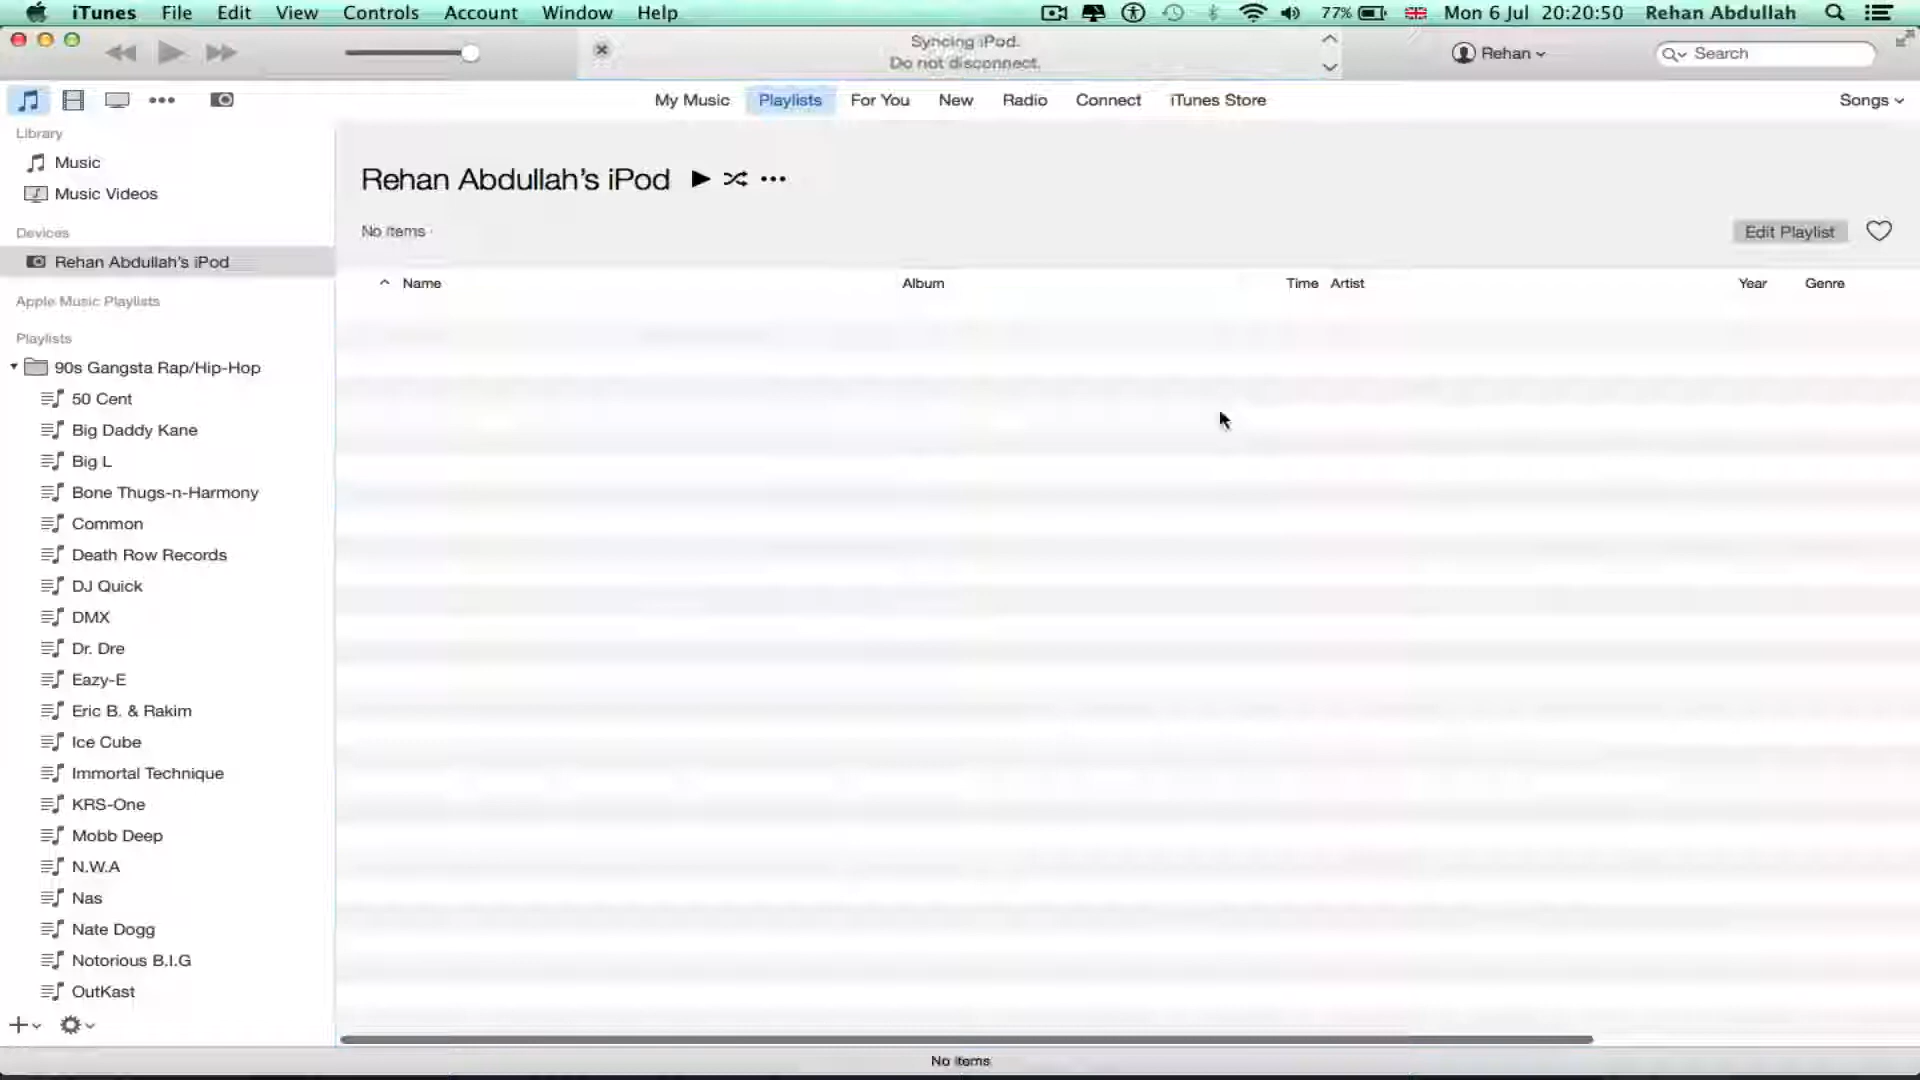 iTunes File Edit View Controls Account Window Help 77% Mon 6 Jul 20:20:50 Rehan Abdullah
Syncing iPod.
Do not disconnect.
Rehan
Search
My Music Playlists For You New Radio Connect iTunes Store
Songs
Library
Music
Music Videos
Devices
Rehan Abdullah's iPod
Apple Music Playlists
Playlists
90s Gangsta Rap/Hip-Hop
50 Cent
Big Daddy Kane
Big L
Bone Thugs-n-Harmony
Common
Death Row Records
DJ Quick
DMX
Dr. Dre
Eazy-E
Eric B. & Rakim
Ice Cube
Immortal Technique
KRS-One
Mobb Deep
N.W.A
Nas
Nate Dogg
Notorious B.I.G
OutKast
Rehan Abdullah's iPod
No items
Edit Playlist
Name Album Time Artist Year Genre
No items